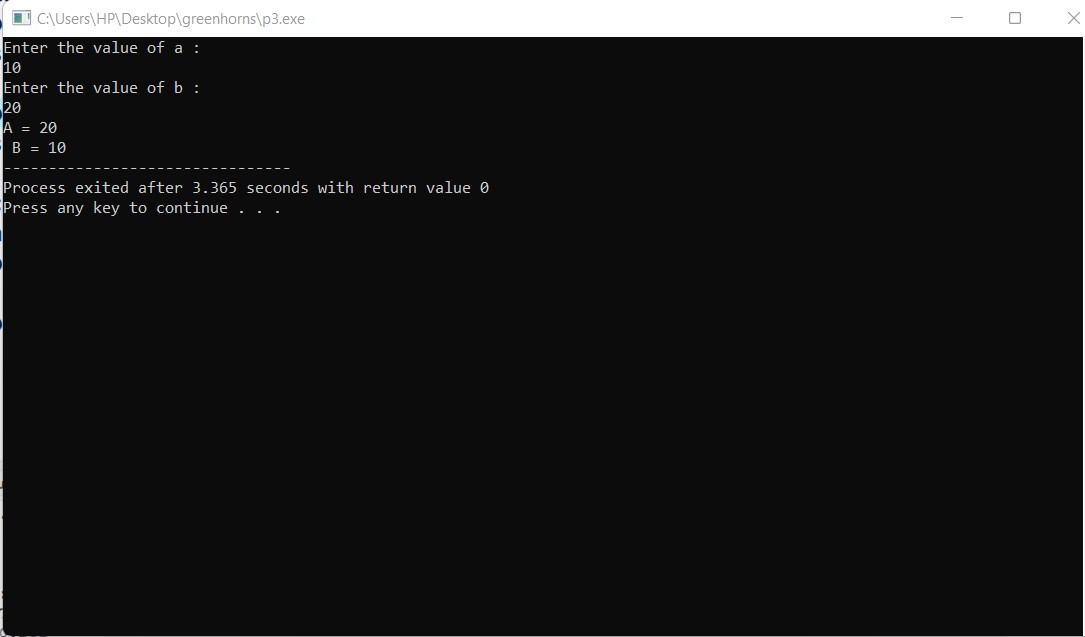 C:\Users\HP\Desktop\greenhorns\p3.exe
Enter the value of a :
10
Enter the value of b :
20
A = 20
 B = 10
--------------------------------
Process exited after 3.365 seconds with return value 0
Press any key to continue . . .